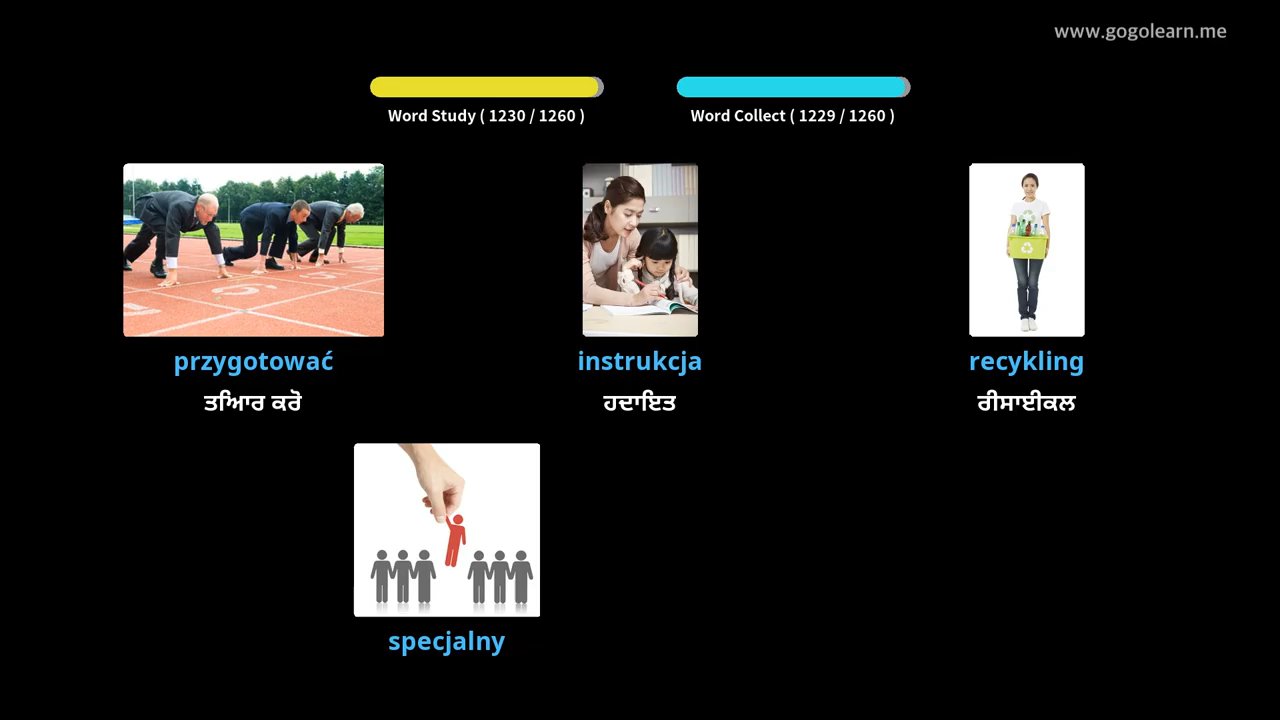 www.gogolearn.me
Word Study ( 1230 / 1260 )
Word Collect ( 1229 / 1260 )
przygotować
ਤਿਆਰ ਕਰੋ
instrukcja
ਹਦਾਇਤ
recykling
ਰੀਸਾਈਕਲ
specjalny